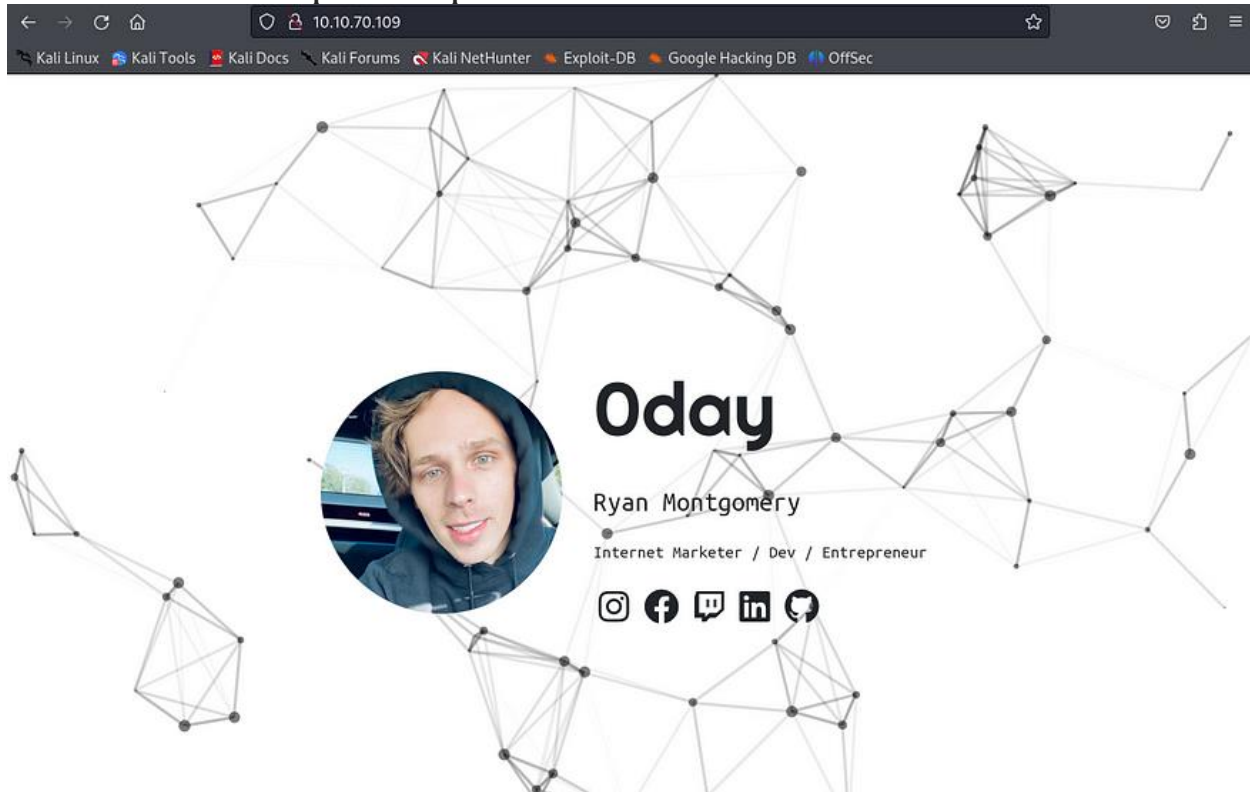 10.10.70.109
Kali Linux Kali Tools Kali Docs Kali Forums Kali NetHunter Exploit-DB Google Hacking DB OffSec
0day
Ryan Montgomery
Internet Marketer / Dev / Entrepreneur